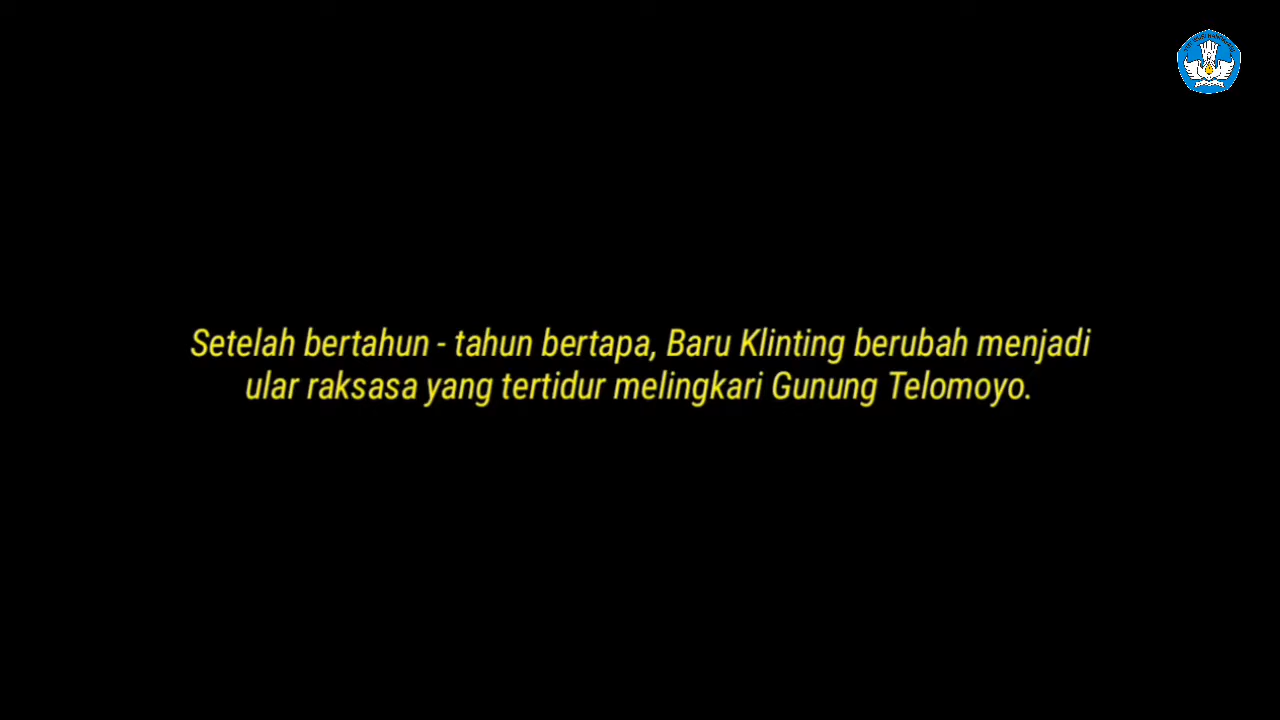 Setelah bertahun - tahun bertapa, Baru Klinting berubah menjadi
ular raksasa yang tertidur melingkari Gunung Telomoyo.